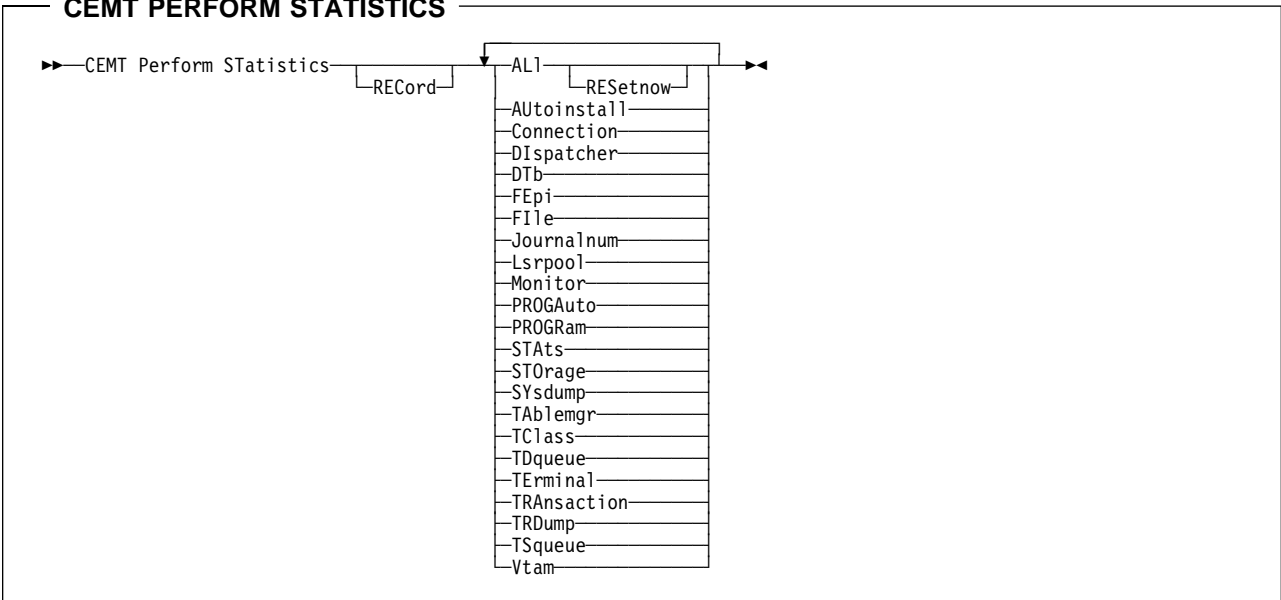 CEMT PERFORM STATISTICS
CEMT Perform STatistics ALl
RECord RESetnow
AUtoinstall
Connection
DIspatcher
DTb
FEpi
FIle
Journalnum
Lsrpool
Monitor
PROGAuto
PROGRam
STAts
STOrage
SYsdump
TAblemgr
TClass
TDqueue
TErminal
TRAnsaction
TRDump
TSqueue
Vtam